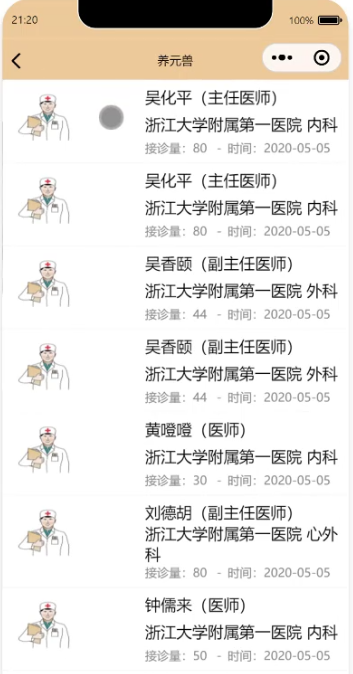 21:20
100%
养元兽
吴化平（主任医师）
浙江大学附属第一医院 内科
接诊量：80 - 时间：2020-05-05
吴化平（主任医师）
浙江大学附属第一医院 内科
接诊量：80 - 时间：2020-05-05
吴香颐（副主任医师）
浙江大学附属第一医院 外科
接诊量：44 - 时间：2020-05-05
吴香颐（副主任医师）
浙江大学附属第一医院 外科
接诊量：44 - 时间：2020-05-05
黄噔噔（医师）
浙江大学附属第一医院 内科
接诊量：30 - 时间：2020-05-05
刘德胡（副主任医师）
浙江大学附属第一医院 心外
科
接诊量：80 - 时间：2020-05-05
钟儒来（医师）
浙江大学附属第一医院 内科
接诊量：50 - 时间：2020-05-05